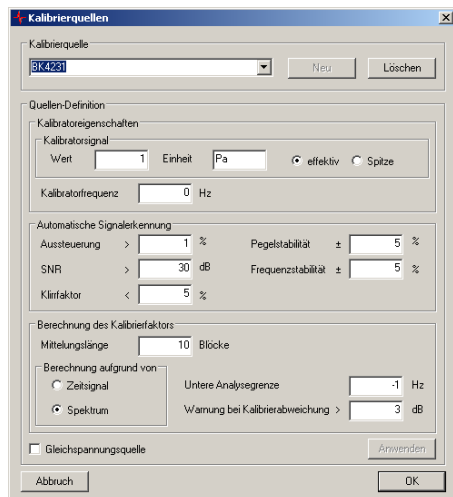 Kalibrierquellen
Kalibrierquelle
BK4231 Neu Löschen
Quellen-Definition
Kalibratoreigenschaften
Kalibratorsignal
Wert 1 Einheit Pa effektiv Spitze
Kalibratorfrequenz 0 Hz
Automatische Signalerkennung
Aussteuerung > 1 % Pegelstabilität ± 5 %
SNR > 30 dB Frequenzstabilität ± 5 %
Klirrfaktor < 5 %
Berechnung des Kalibrierfaktors
Mittelungslänge 10 Blöcke
Berechnung aufgrund von
Zeitsignal Untere Analysegrenze -1 Hz
Spektrum Warnung bei Kalibrierabweichung > 3 dB
Gleichspannungsquelle Anwenden
Abbruch OK